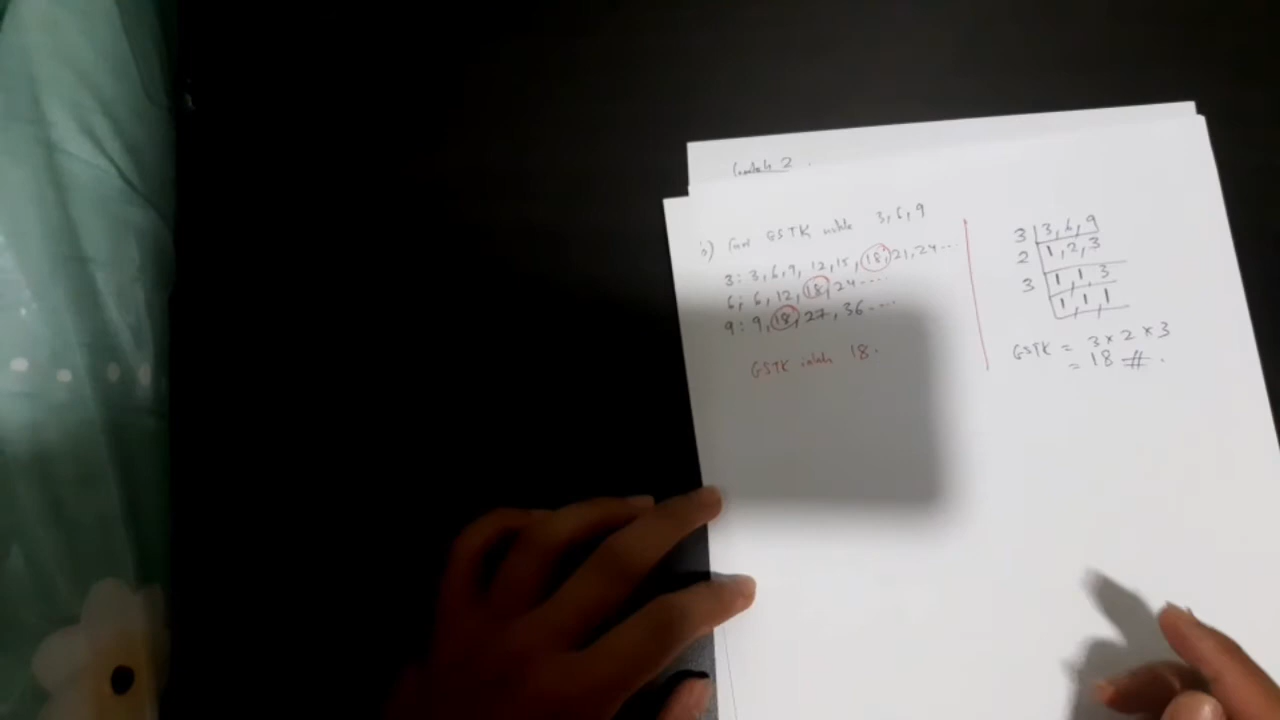 Contoh 2.
b) Cari GSTK untuk 3, 6, 9
3: 3, 6, 9, 12, 15, 18, 21, 24....
6: 6, 12, 18, 24....
9: 9, 18, 27, 36....
GSTK ialah 18.
3 3, 6, 9
2 1, 2, 3
3 1, 1, 3
1, 1, 1
GSTK = 3 × 2 × 3
= 18 #.